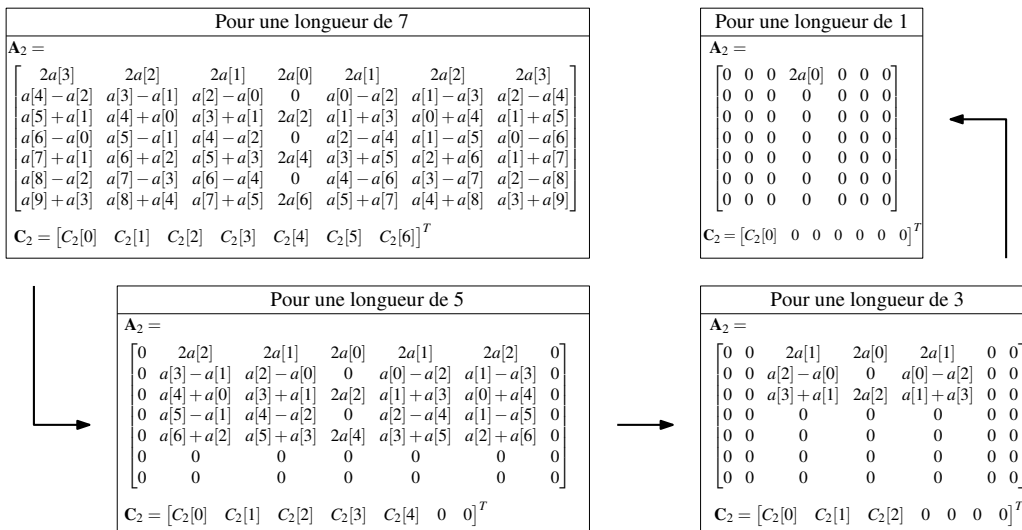 Pour une longueur de 7
A₂ =
2a[3] 2a[2] 2a[1] 2a[0] 2a[1] 2a[2] 2a[3]
a[4]−a[2] a[3]−a[1] a[2]−a[0] 0 a[0]−a[2] a[1]−a[3] a[2]−a[4]
a[5]+a[1] a[4]+a[0] a[3]+a[1] 2a[2] a[1]+a[3] a[0]+a[4] a[1]+a[5]
a[6]−a[0] a[5]−a[1] a[4]−a[2] 0 a[2]−a[4] a[1]−a[5] a[0]−a[6]
a[7]+a[1] a[6]+a[2] a[5]+a[3] 2a[4] a[3]+a[5] a[2]+a[6] a[1]+a[7]
a[8]−a[2] a[7]−a[3] a[6]−a[4] 0 a[4]−a[6] a[3]−a[7] a[2]−a[8]
a[9]+a[3] a[8]+a[4] a[7]+a[5] 2a[6] a[5]+a[7] a[4]+a[8] a[3]+a[9]
C₂ = [C₂[0] C₂[1] C₂[2] C₂[3] C₂[4] C₂[5] C₂[6]]ᵀ
Pour une longueur de 1
A₂ =
0 0 0 2a[0] 0 0 0
0 0 0 0 0 0 0
0 0 0 0 0 0 0
0 0 0 0 0 0 0
0 0 0 0 0 0 0
0 0 0 0 0 0 0
0 0 0 0 0 0 0
C₂ = [C₂[0] 0 0 0 0 0 0]ᵀ
Pour une longueur de 5
A₂ =
0 2a[2] 2a[1] 2a[0] 2a[1] 2a[2] 0
0 a[3]−a[1] a[2]−a[0] 0 a[0]−a[2] a[1]−a[3] 0
0 a[4]+a[0] a[3]+a[1] 2a[2] a[1]+a[3] a[0]+a[4] 0
0 a[5]−a[1] a[4]−a[2] 0 a[2]−a[4] a[1]−a[5] 0
0 a[6]+a[2] a[5]+a[3] 2a[4] a[3]+a[5] a[2]+a[6] 0
0 0 0 0 0 0 0
0 0 0 0 0 0 0
C₂ = [C₂[0] C₂[1] C₂[2] C₂[3] C₂[4] 0 0]ᵀ
Pour une longueur de 3
A₂ =
0 0 2a[1] 2a[0] 2a[1] 0 0
0 0 a[2]−a[0] 0 a[0]−a[2] 0 0
0 0 a[3]+a[1] 2a[2] a[1]+a[3] 0 0
0 0 0 0 0 0 0
0 0 0 0 0 0 0
0 0 0 0 0 0 0
0 0 0 0 0 0 0
C₂ = [C₂[0] C₂[1] C₂[2] 0 0 0 0]ᵀ